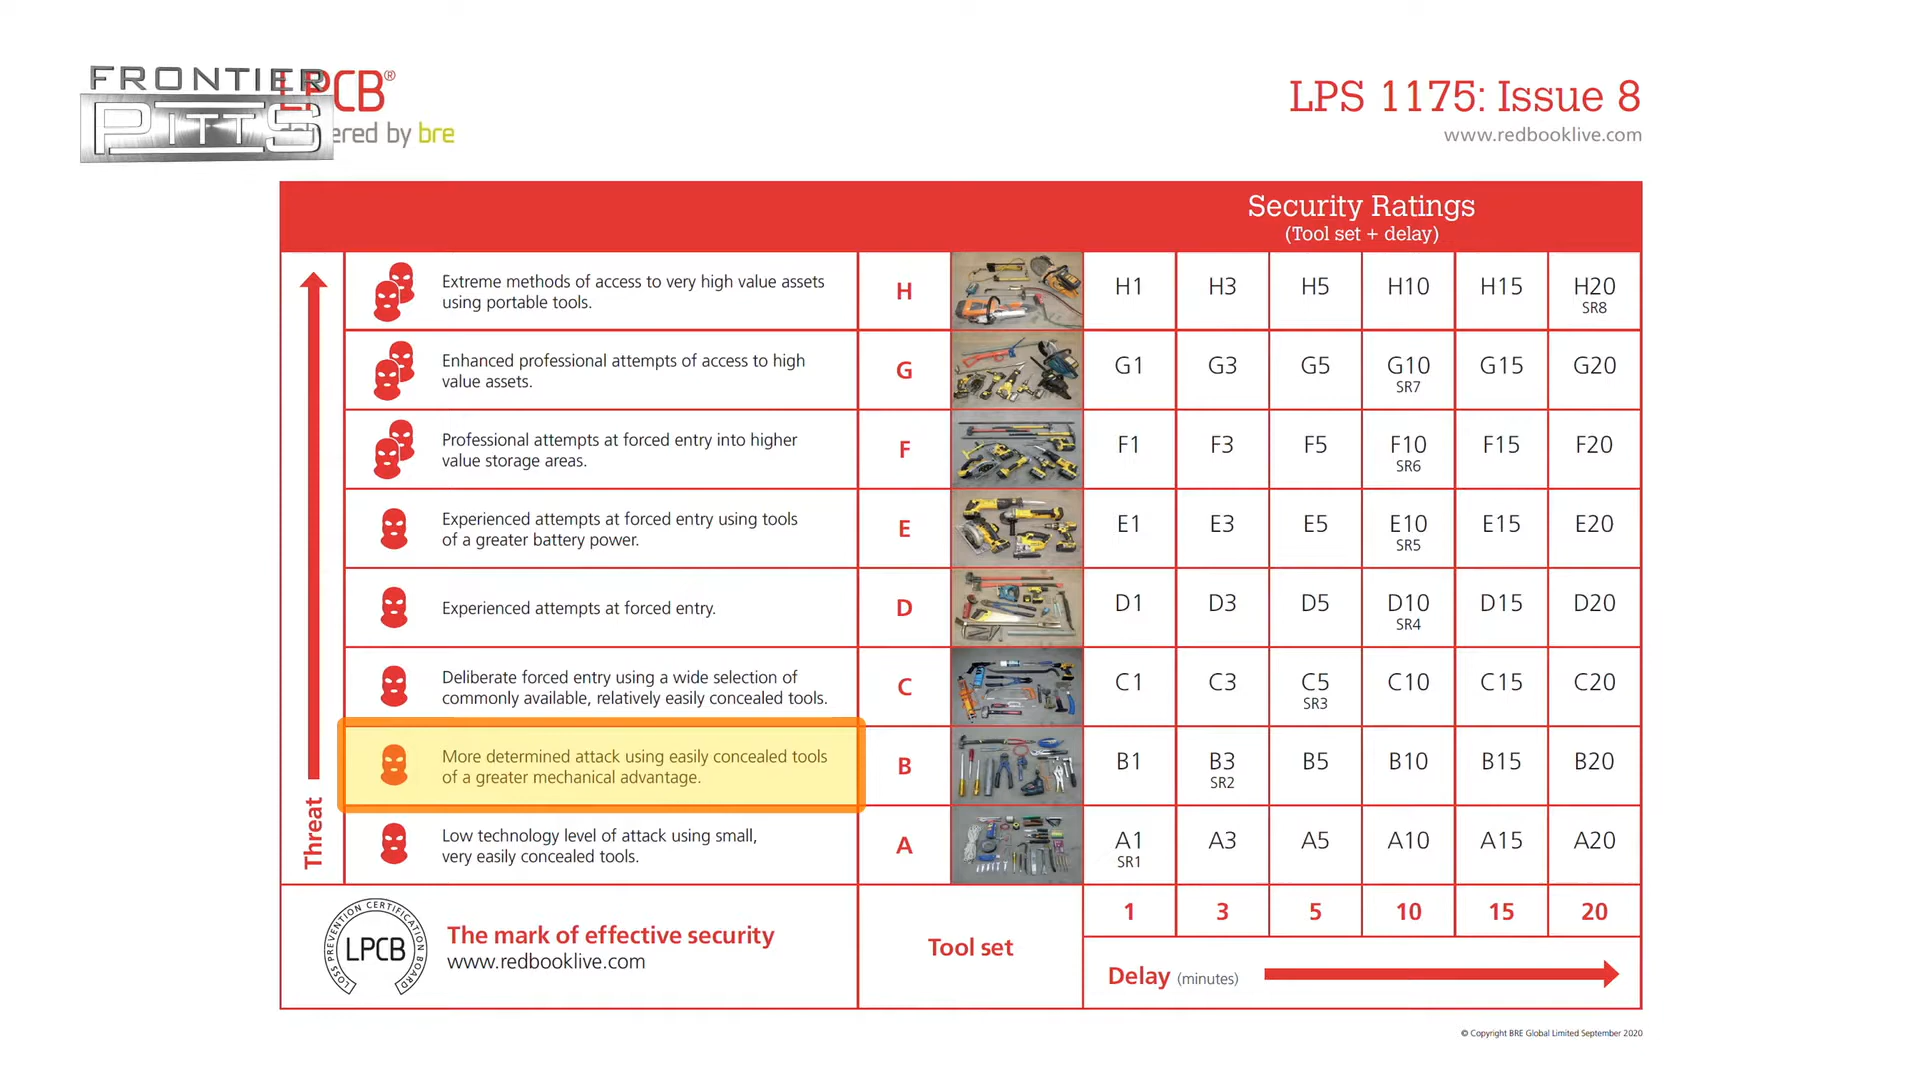 FRONTIER
PITTS
LPCB®
ered by bre
LPS 1175: Issue 8
www.redbooklive.com
Security Ratings
(Tool set + delay)
Extreme methods of access to very high value assets
using portable tools.
H
H1 H3 H5 H10 H15 H20
SR8
Enhanced professional attempts of access to high
value assets.
G
G1 G3 G5 G10 G15 G20
SR7
Professional attempts at forced entry into higher
value storage areas.
F
F1 F3 F5 F10 F15 F20
SR6
Experienced attempts at forced entry using tools
of a greater battery power.
E
E1 E3 E5 E10 E15 E20
SR5
Experienced attempts at forced entry.
D
D1 D3 D5 D10 D15 D20
SR4
Deliberate forced entry using a wide selection of
commonly available, relatively easily concealed tools.
C
C1 C3 C5 C10 C15 C20
SR3
More determined attack using easily concealed tools
of a greater mechanical advantage.
B
B1 B3 B5 B10 B15 B20
SR2
Low technology level of attack using small,
very easily concealed tools.
A
A1 A3 A5 A10 A15 A20
SR1
Threat
LOSS PREVENTION CERTIFICATION BOARD
LPCB
The mark of effective security
www.redbooklive.com
Tool set
1 3 5 10 15 20
Delay (minutes)
© Copyright BRE Global Limited September 2020